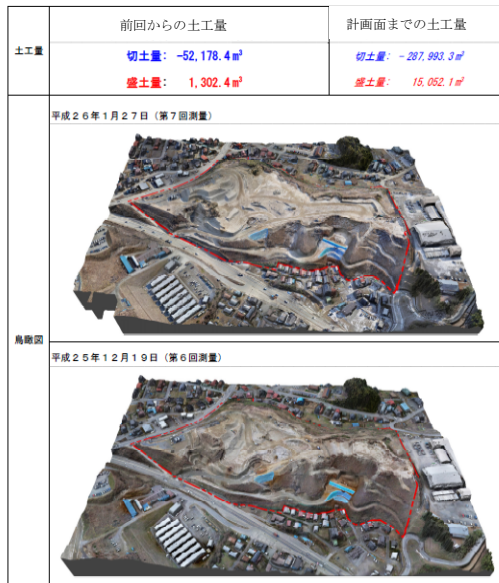 土工量
前回からの土工量
計画面までの土工量
切土量: -52,178.4㎥
切土量: -287,993.3㎥
盛土量: 1,302.4㎥
盛土量: 15,052.1㎥
鳥瞰図
平成26年1月27日（第7回測量）
平成25年12月19日（第6回測量）